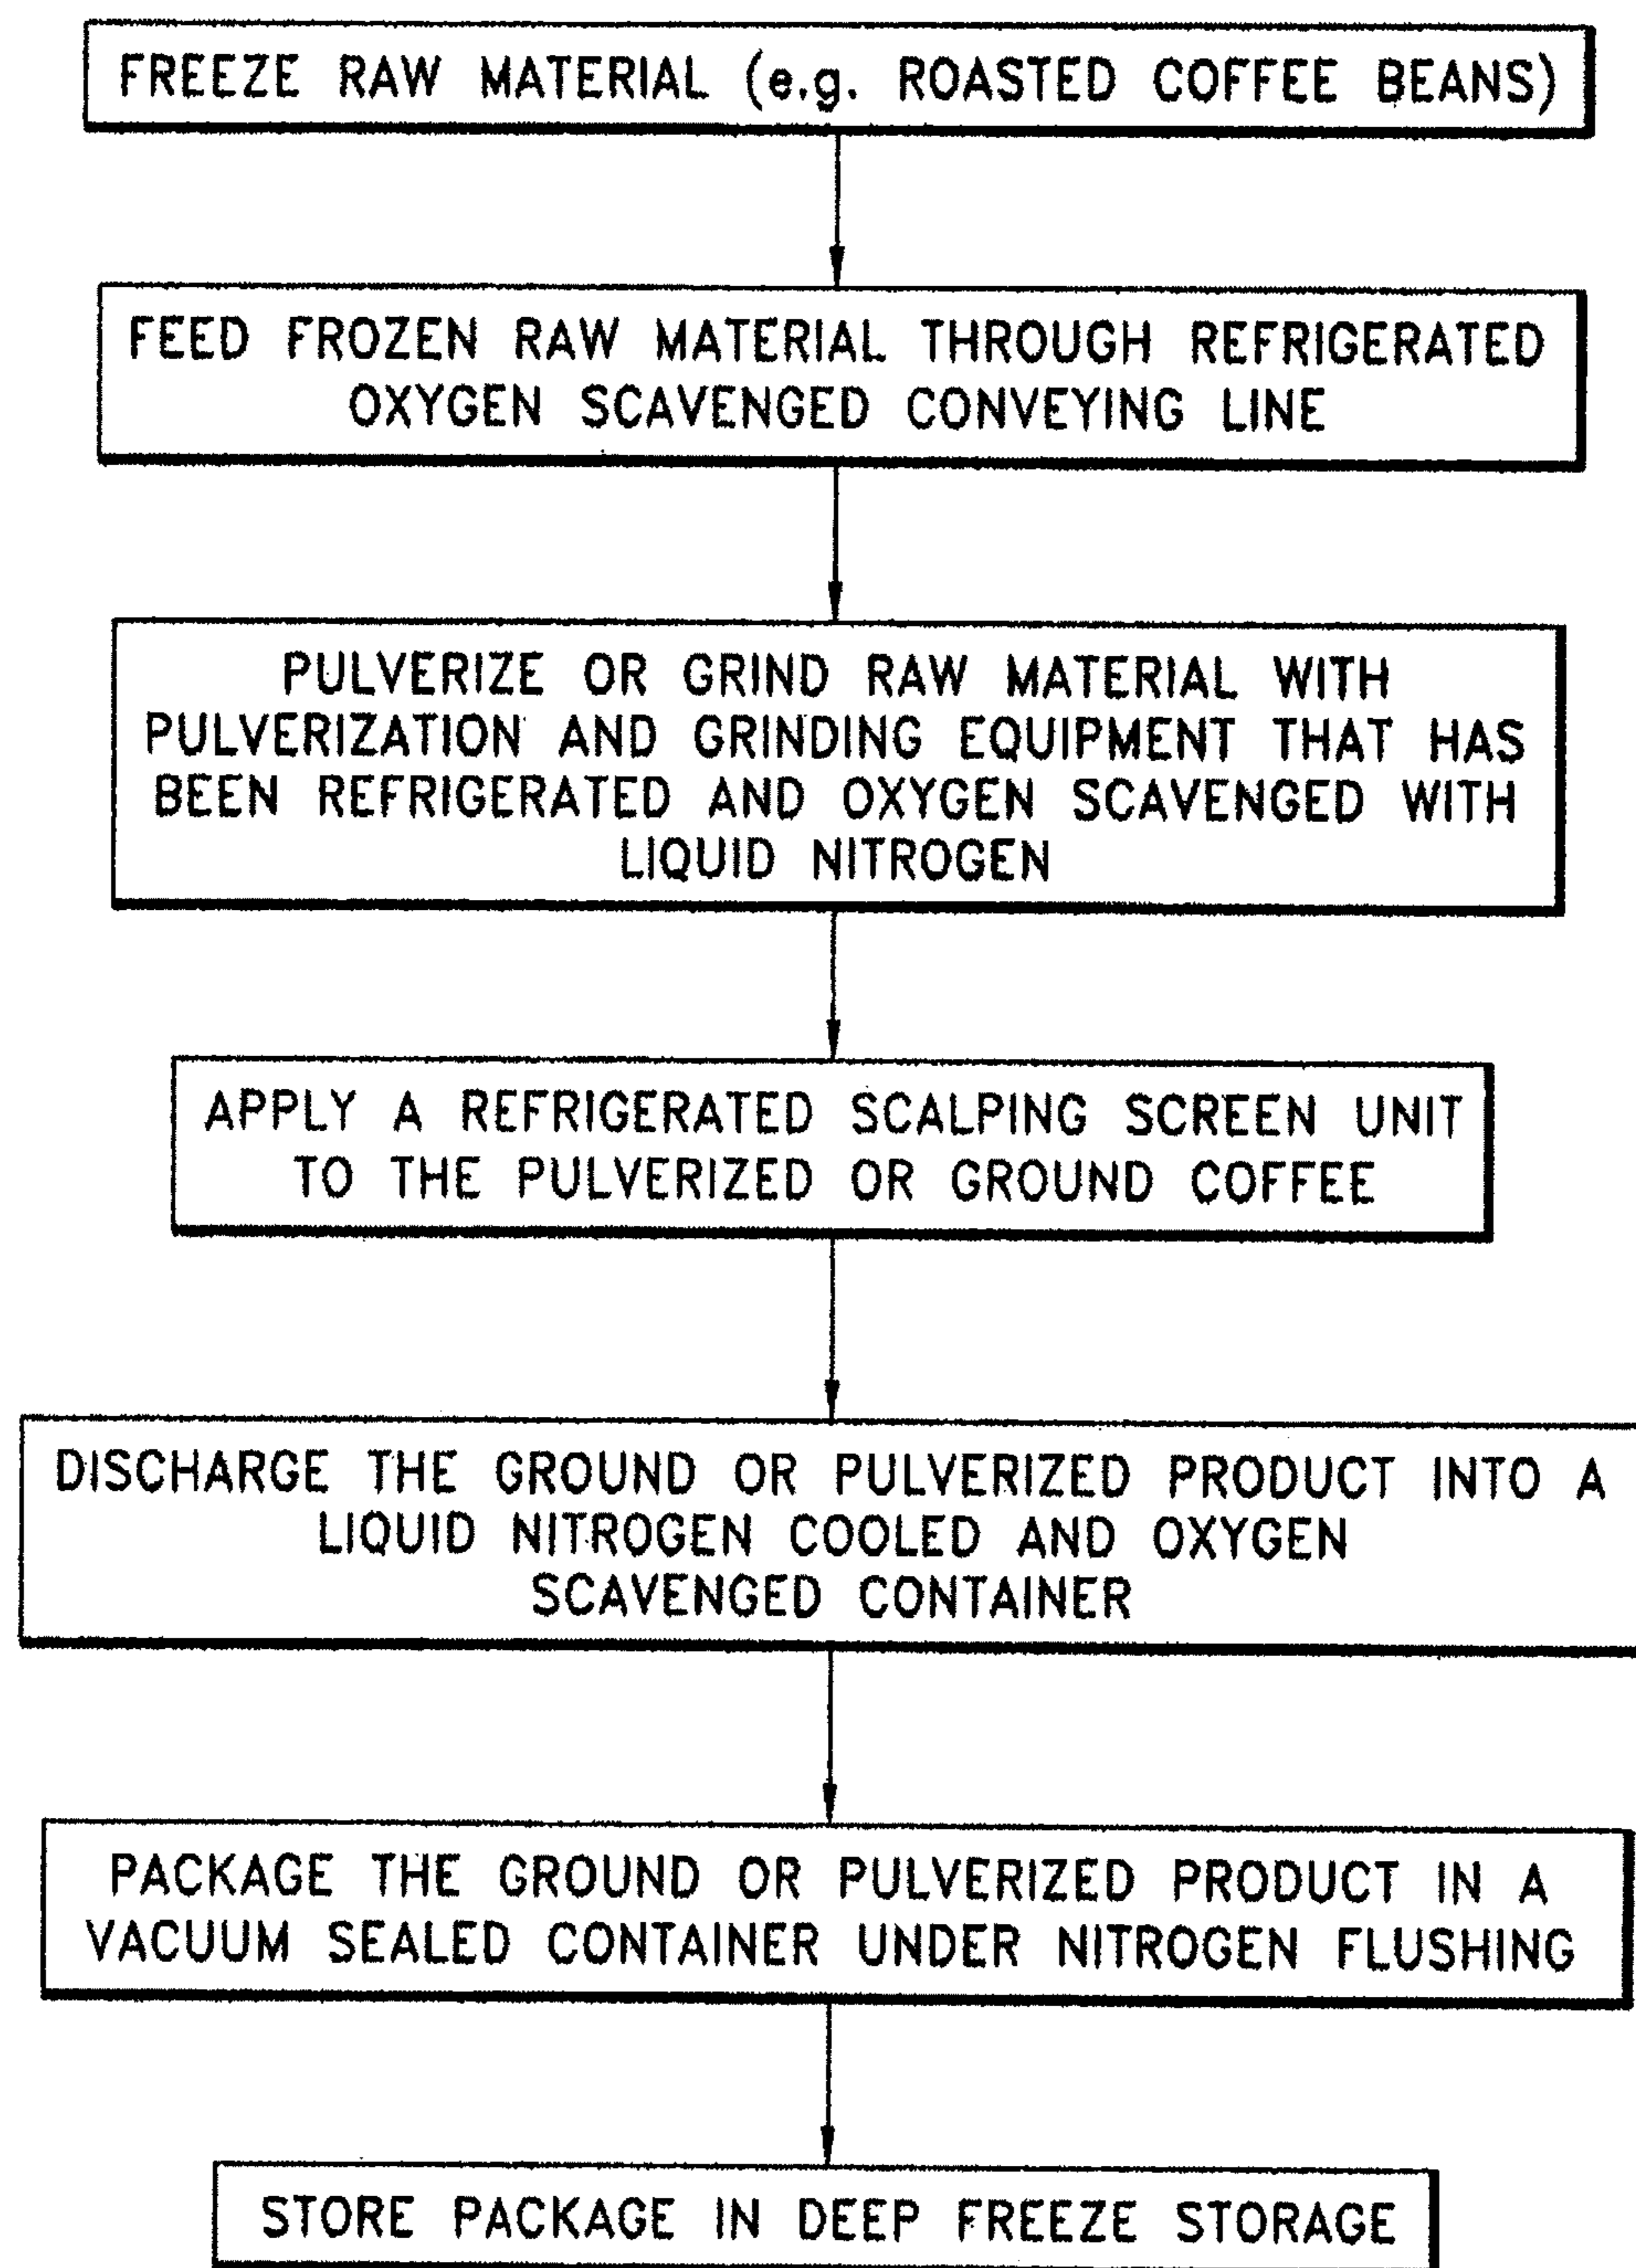 FREEZE RAW MATERIAL (e.g. ROASTED COFFEE BEANS)
FEED FROZEN RAW MATERIAL THROUGH REFRIGERATED
OXYGEN SCAVENGED CONVEYING LINE
PULVERIZE OR GRIND RAW MATERIAL WITH
PULVERIZATION AND GRINDING EQUIPMENT THAT HAS
BEEN REFRIGERATED AND OXYGEN SCAVENGED WITH
LIQUID NITROGEN
APPLY A REFRIGERATED SCALPING SCREEN UNIT
TO THE PULVERIZED OR GROUND COFFEE
DISCHARGE THE GROUND OR PULVERIZED PRODUCT INTO A
LIQUID NITROGEN COOLED AND OXYGEN
SCAVENGED CONTAINER
PACKAGE THE GROUND OR PULVERIZED PRODUCT IN A
VACUUM SEALED CONTAINER UNDER NITROGEN FLUSHING
STORE PACKAGE IN DEEP FREEZE STORAGE